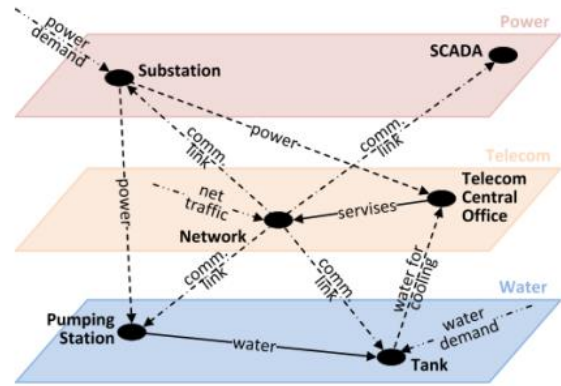 Power
power
demand
Substation
SCADA
power
comm.
link
comm.
link
power
Telecom
net
traffic
Telecom
Central
Office
servises
Network
comm.
link
comm.
link
water for
cooling
Water
Pumping
Station
water
water
demand
Tank